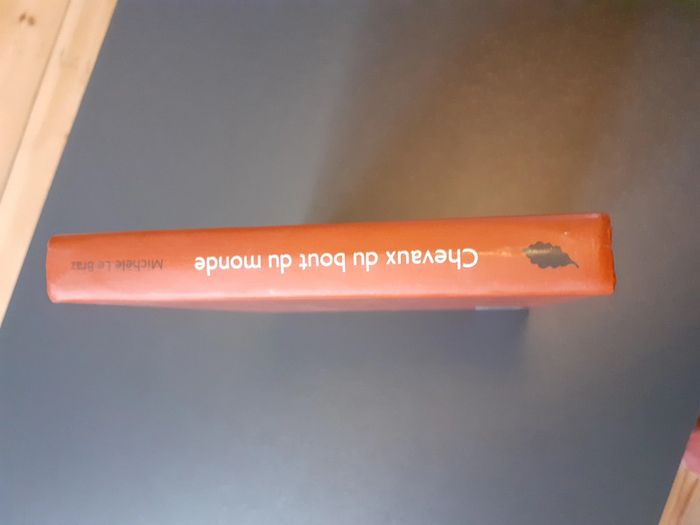 Chevaux du bout du monde
Michèle Le Braz